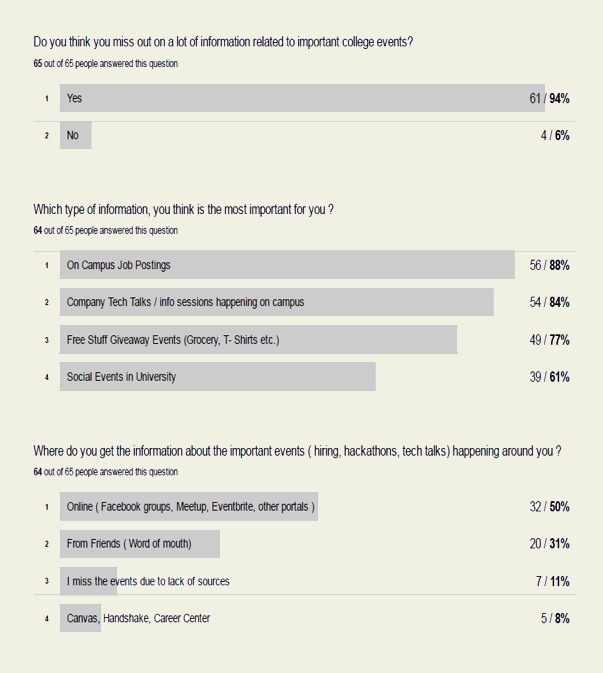 Do you think you miss out on a lot of information related to important college events?
65 out of 65 people answered this question
1 Yes 61 / 94%
2 No 4 / 6%
Which type of information, you think is the most important for you ?
64 out of 65 people answered this question
1 On Campus Job Postings 56 / 88%
2 Company Tech Talks / info sessions happening on campus 54 / 84%
3 Free Stuff Giveaway Events (Grocery, T- Shirts etc.) 49 / 77%
4 Social Events in University 39 / 61%
Where do you get the information about the important events ( hiring, hackathons, tech talks) happening around you ?
64 out of 65 people answered this question
1 Online ( Facebook groups, Meetup, Eventbrite, other portals ) 32 / 50%
2 From Friends ( Word of mouth) 20 / 31%
3 I miss the events due to lack of sources 7 / 11%
4 Canvas, Handshake, Career Center 5 / 8%